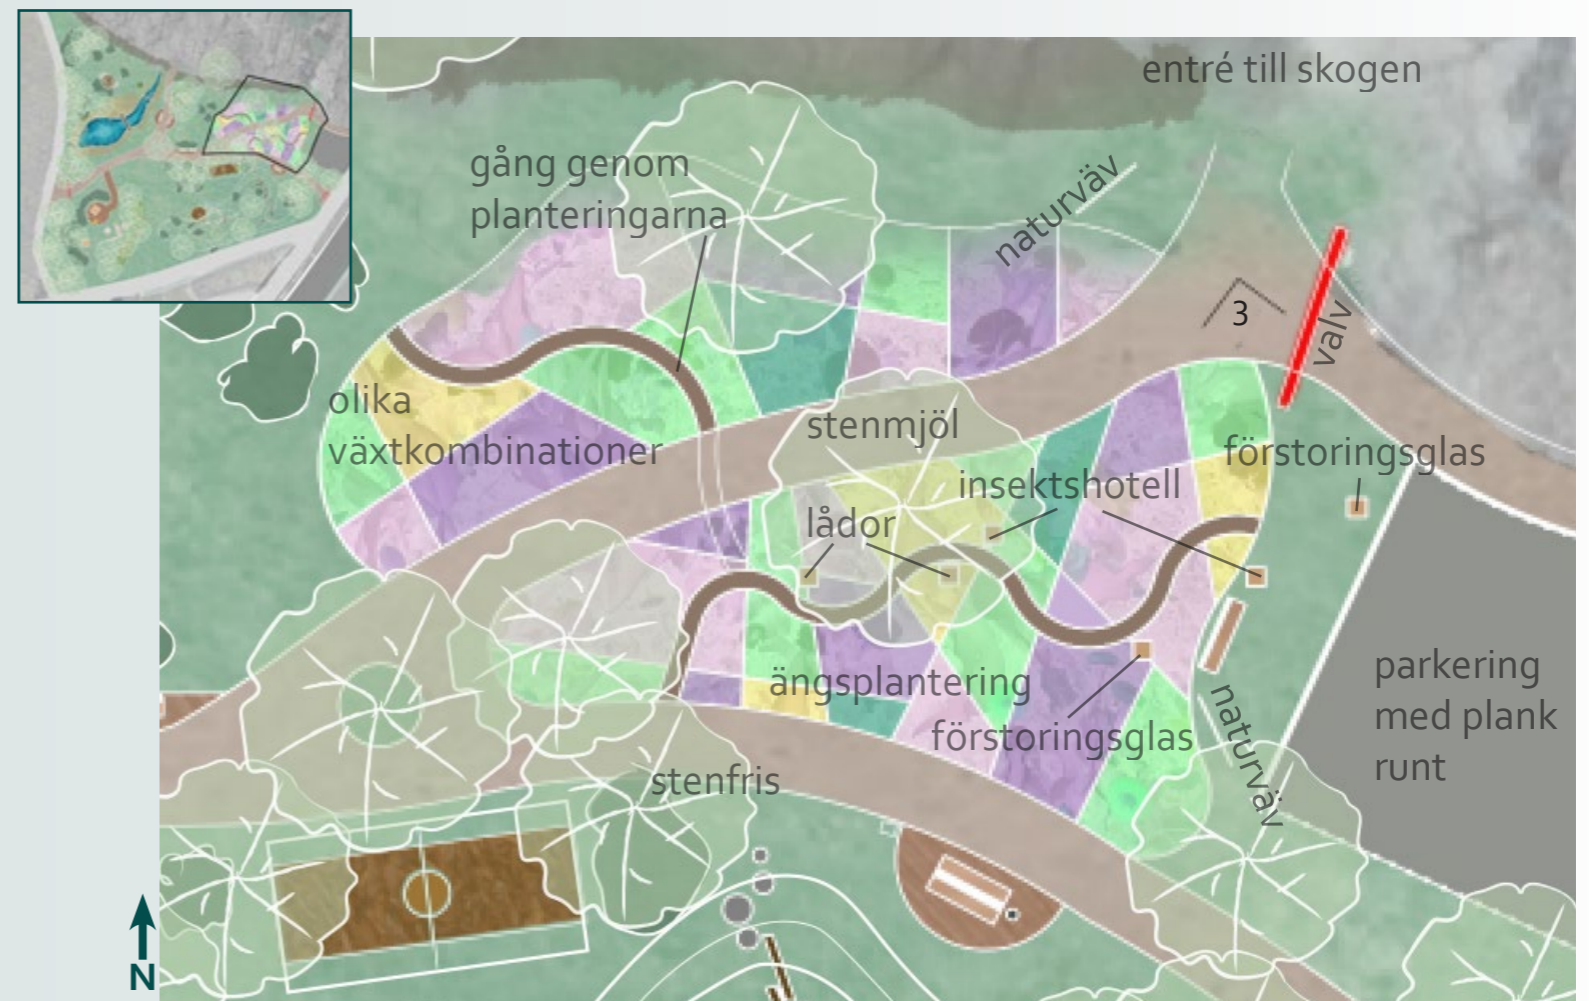 entré till skogen
gång genom
planteringarna
naturväv
3
valv
olika
växtkombinationer
stenmjöl
förstoringsglas
insektshotell
lådor
ängsplantering
förstoringsglas
naturväv
parkering
med plank
runt
stenfris
N